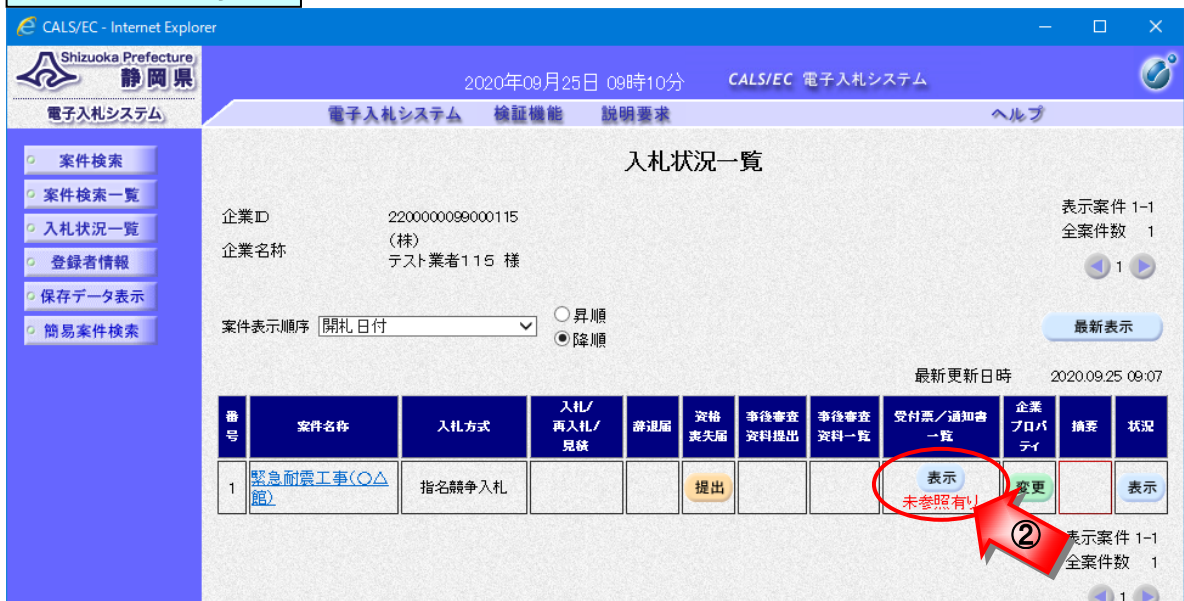 CALS/EC - Internet Explorer
Shizuoka Prefecture
静岡県
2020年09月25日 09時10分 CALS/EC 電子入札システム
電子入札システム
電子入札システム 検証機能 説明要求 ヘルプ
案件検索
案件検索一覧
入札状況一覧
登録者情報
保存データ表示
簡易案件検索
入札状況一覧
企業ID 2200000099000115
企業名称 (株)
テスト業者115 様
表示案件 1-1
全案件数 1
1
案件表示順序 開札日付
昇順
降順
最新表示
最新更新日時 2020.09.25 09:07
番号 案件名称 入札方式 入札/再入札/見積 辞退届 資格喪失届 事後審査資料提出 事後審査資料一覧 受付票/通知書一覧 企業プロパティ 摘要 状況
1 緊急耐震工事(○△館) 指名競争入札 提出 表示 未参照有り 変更 表示
②
表示案件 1-1
全案件数 1
1